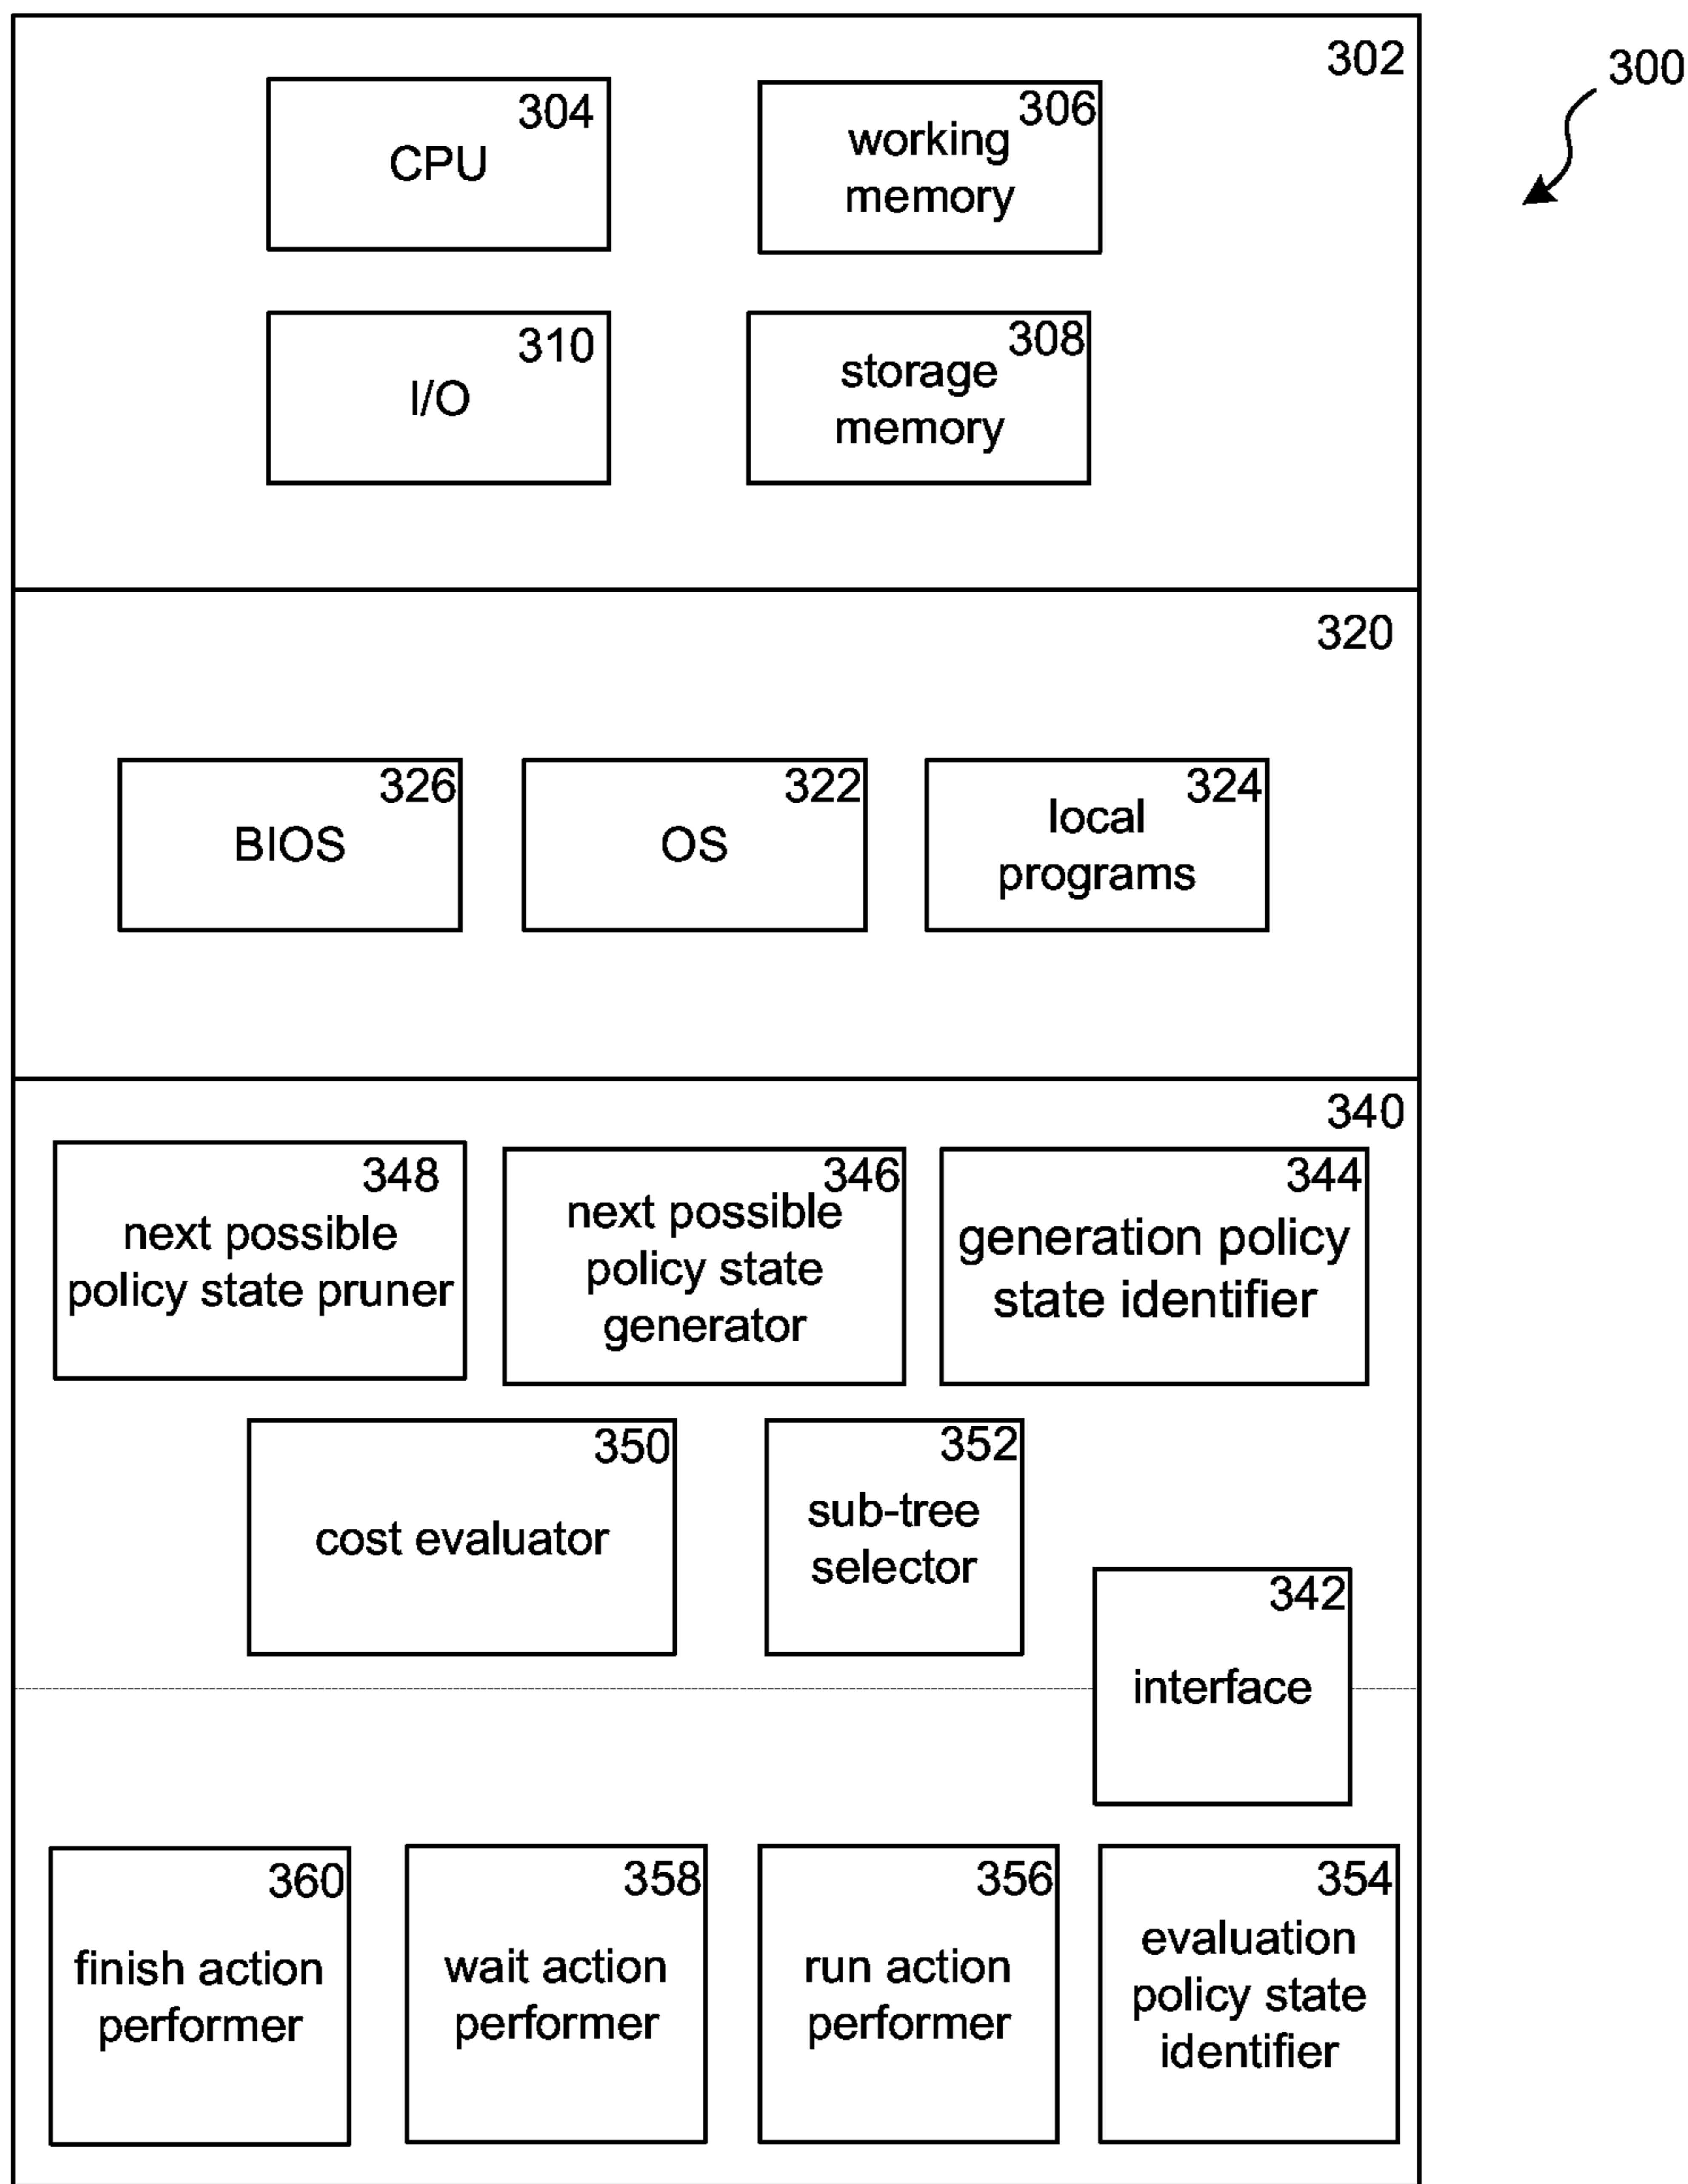 302
300
304
CPU
306
working
memory
310
I/O
308
storage
memory
320
326
BIOS
322
OS
324
local
programs
340
348
next possible
policy state pruner
346
next possible
policy state
generator
344
generation policy
state identifier
350
cost evaluator
352
sub-tree
selector
342
interface
360
finish action
performer
358
wait action
performer
356
run action
performer
354
evaluation
policy state
identifier